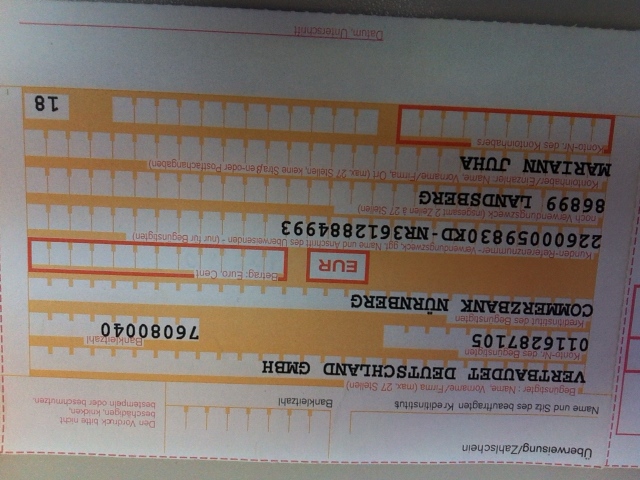 Überweisung/Zahlschein
Den Vordruck bitte nicht
beschädigen, knicken,
bestempeln oder beschmutzen.
Name und Sitz des beauftragten Kreditinstituts
Bankleitzahl
Begünstigter: Name, Vorname/Firma (max. 27 Stellen)
VERTBAUDET DEUTSCHLAND GMBH
Konto-Nr. des Begünstigten
Bankleitzahl
0116287105
76080040
Kreditinstitut des Begünstigten
COMMERZBANK NÜRNBERG
EUR
Betrag: Euro, Cent
Kunden-Referenznummer - Verwendungszweck, ggf. Name und Anschrift des Überweisenden - (nur für Begünstigten)
22600059830KD-NR3612884993
noch Verwendungszweck (insgesamt 2 Zeilen à 27 Stellen)
86899 LANDSBERG
Kontoinhaber/Einzahler: Name, Vorname/Firma, Ort (max. 27 Stellen, keine Straßen-oder Postfachangaben)
MARIANN JUHA
Konto-Nr. des Kontoinhabers
18
Datum, Unterschrift